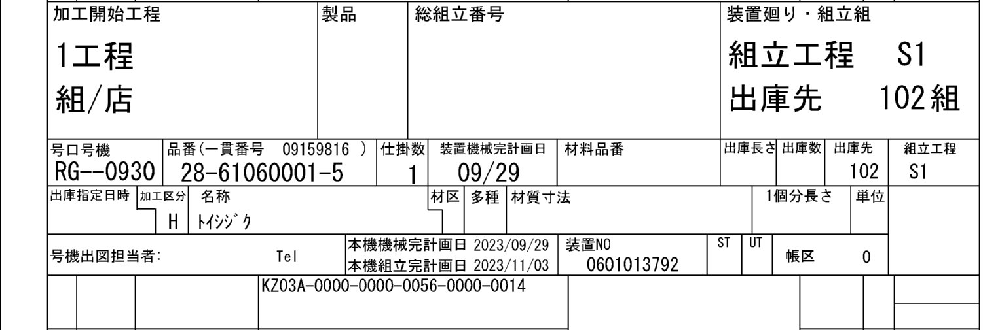 加工開始工程 製品 総組立番号 装置廻り・組立組
1工程 組立工程 S1
組/店 出庫先 102組
号口号機 品番(一貫番号 09159816 ) 仕掛数 装置機械完計画日 材料品番 出庫長さ 出庫数 出庫先 組立工程
RG--0930 28-61060001-5 1 09/29 102 S1
出庫指定日時 加工区分 名称 材区 多種 材質寸法 1個分長さ 単位
H ﾄｲｼｼﾞｸ
本機機械完計画日 2023/09/29 装置NO ST UT
号機出図担当者: Tel 帳区 0
本機組立完計画日 2023/11/03 0601013792
KZ03A-0000-0000-0056-0000-0014